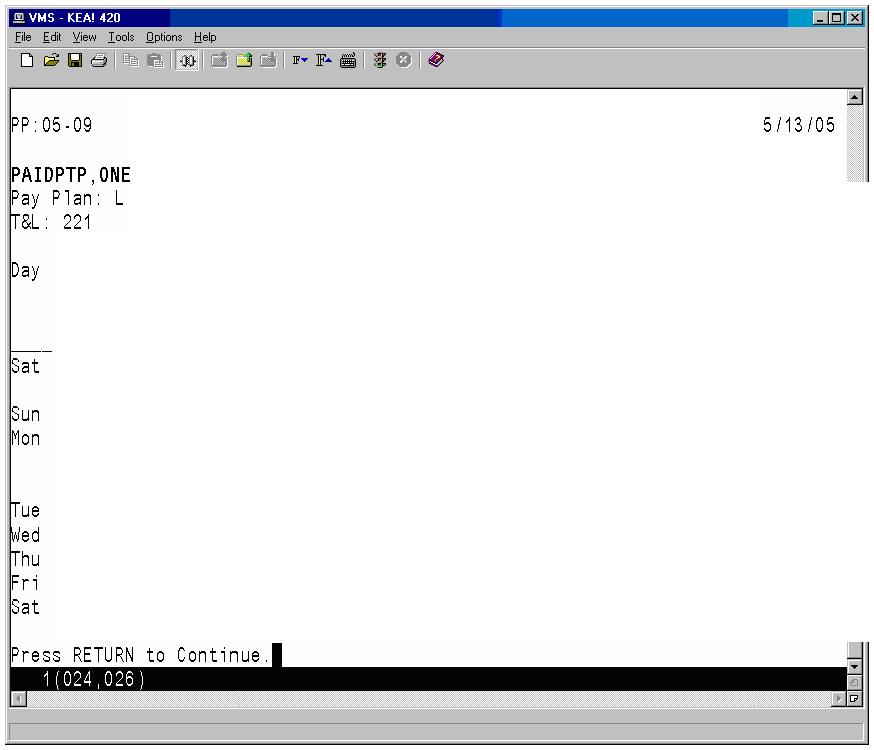 VMS - KEA! 420
File Edit View Tools Options Help
PP:05-09 5/13/05
PAIDPTP,ONE
Pay Plan: L
T&L: 221
Day
Sat
Sun
Mon
Tue
Wed
Thu
Fri
Sat
Press RETURN to Continue.
1(024,026)